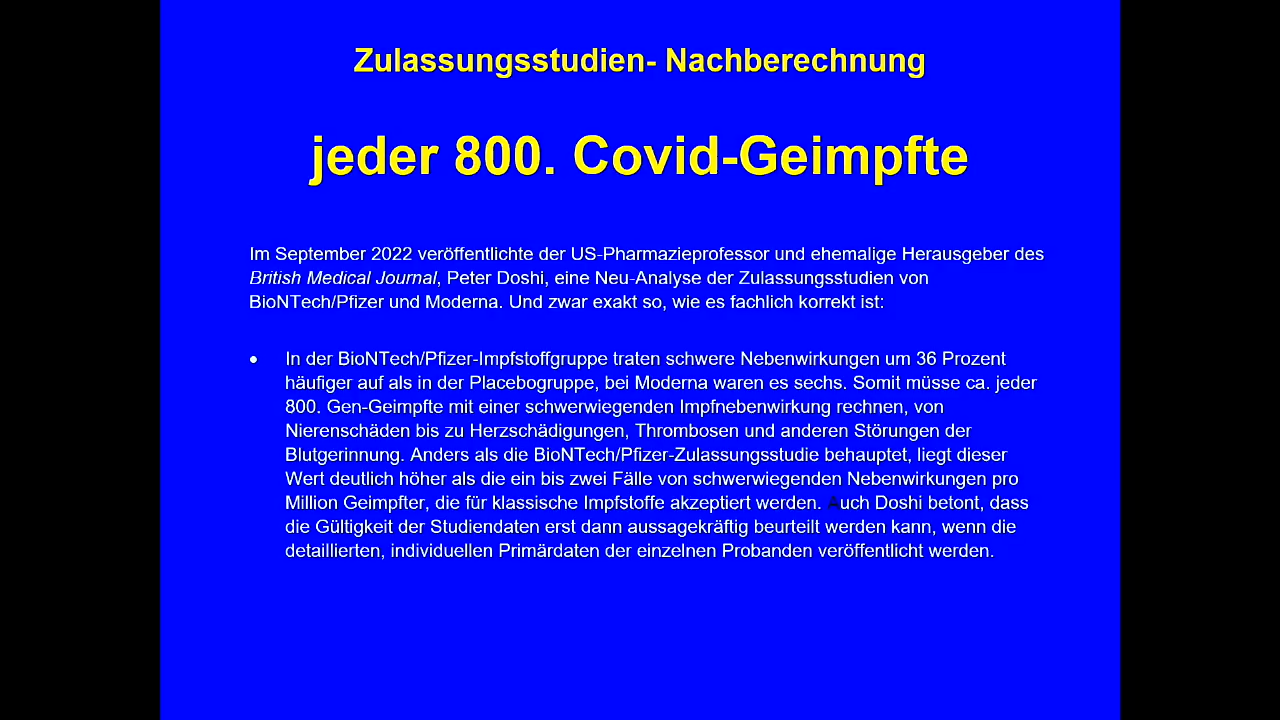 Zulassungsstudien- Nachberechnung
jeder 800. Covid-Geimpfte
Im September 2022 veröffentlichte der US-Pharmazieprofessor und ehemalige Herausgeber des
British Medical Journal, Peter Doshi, eine Neu-Analyse der Zulassungsstudien von
BioNTech/Pfizer und Moderna. Und zwar exakt so, wie es fachlich korrekt ist:
• In der BioNTech/Pfizer-Impfstoffgruppe traten schwere Nebenwirkungen um 36 Prozent
häufiger auf als in der Placebogruppe, bei Moderna waren es sechs. Somit müsse ca. jeder
800. Gen-Geimpfte mit einer schwerwiegenden Impfnebenwirkung rechnen, von
Nierenschäden bis zu Herzschädigungen, Thrombosen und anderen Störungen der
Blutgerinnung. Anders als die BioNTech/Pfizer-Zulassungsstudie behauptet, liegt dieser
Wert deutlich höher als die ein bis zwei Fälle von schwerwiegenden Nebenwirkungen pro
Million Geimpfter, die für klassische Impfstoffe akzeptiert werden. Auch Doshi betont, dass
die Gültigkeit der Studiendaten erst dann aussagekräftig beurteilt werden kann, wenn die
detaillierten, individuellen Primärdaten der einzelnen Probanden veröffentlicht werden.